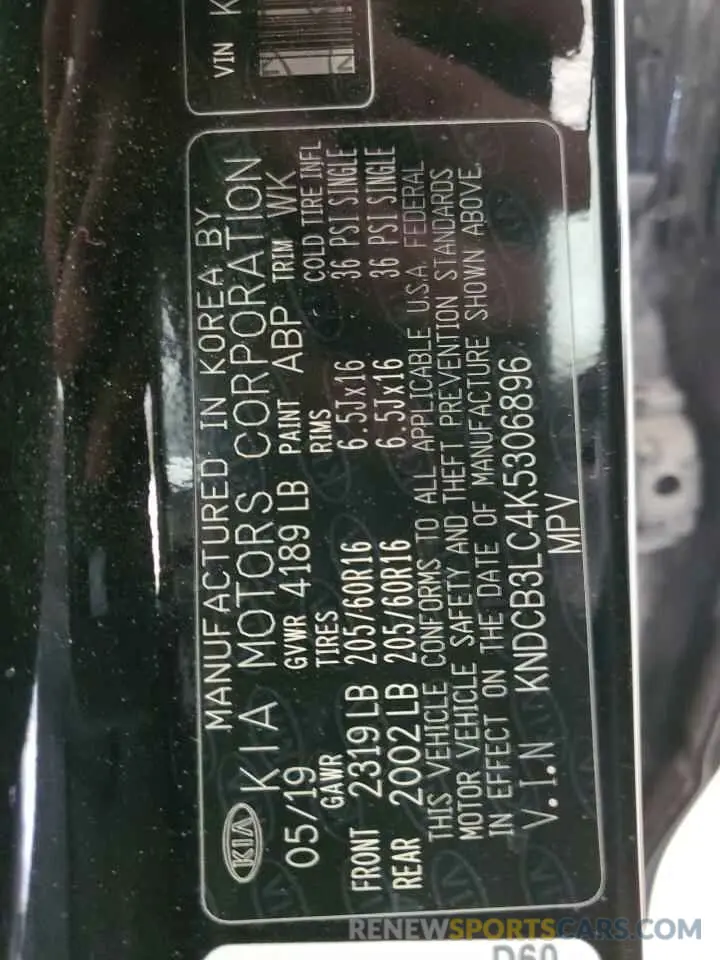 VIN K
MANUFACTURED IN KOREA BY
KIA KIA MOTORS CORPORATION
05/19 GVWR 4189 LB PAINT ABP TRIM WK
GAWR TIRES RIMS COLD TIRE INFL
FRONT 2319 LB 205/60R16 6.5Jx16 36 PSI SINGLE
REAR 2002 LB 205/60R16 6.5Jx16 36 PSI SINGLE
THIS VEHICLE CONFORMS TO ALL APPLICABLE U.S.A. FEDERAL
MOTOR VEHICLE SAFETY AND THEFT PREVENTION STANDARDS
IN EFFECT ON THE DATE OF MANUFACTURE SHOWN ABOVE.
V.I.N KNDCB3LC4K5306896
MPV
D60
RENEWSPORTSCARS.COM